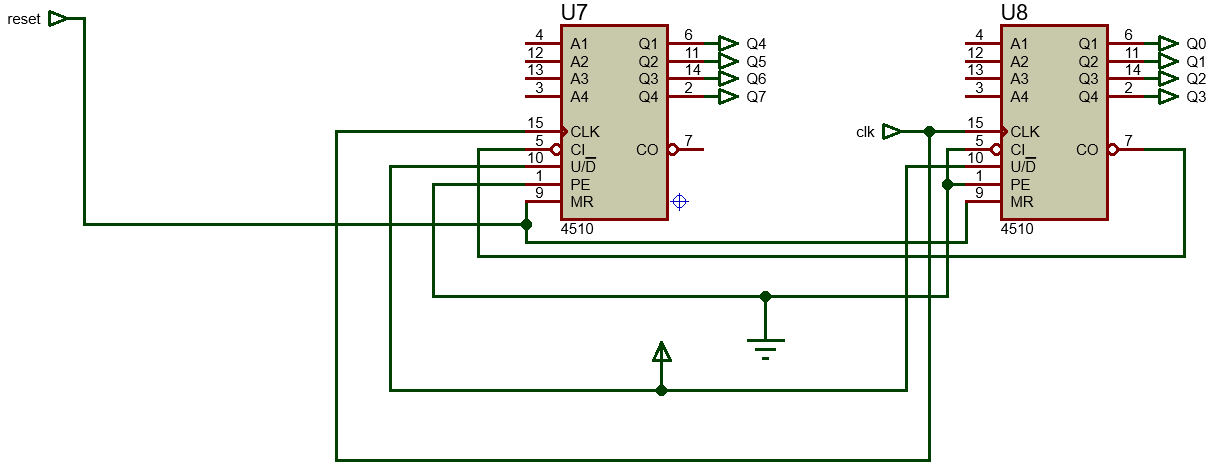 reset
U7
4 A1 Q1 6 Q4
12 A2 Q2 11 Q5
13 A3 Q3 14 Q6
3 A4 Q4 2 Q7
15 CLK
5 CI CO 7
10 U/D
1 PE
9 MR
4510
U8
4 A1 Q1 6 Q0
12 A2 Q2 11 Q1
13 A3 Q3 14 Q2
3 A4 Q4 2 Q3
clk 15 CLK
5 CI CO 7
10 U/D
1 PE
9 MR
4510